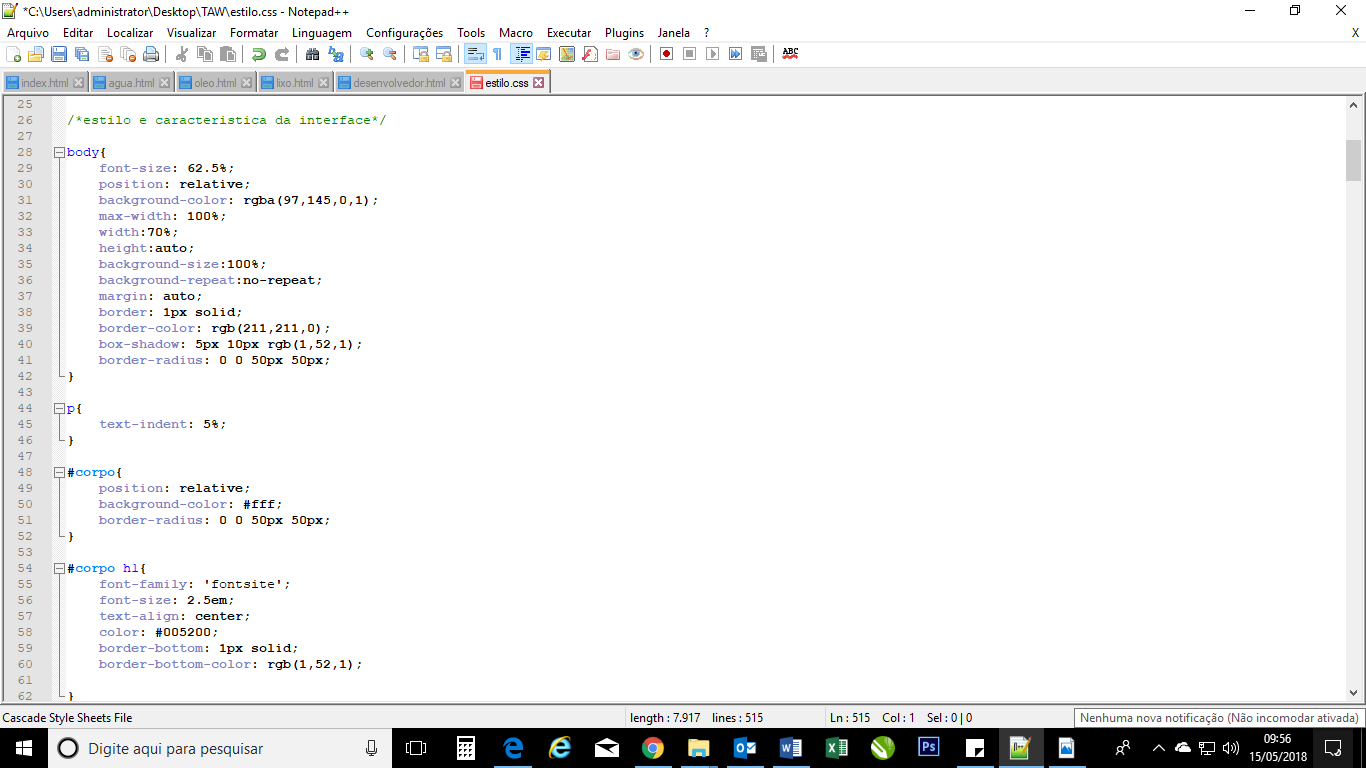 *C:\Users\administrator\Desktop\TAW\estilo.css - Notepad++
Arquivo Editar Localizar Visualizar Formatar Linguagem Configurações Tools Macro Executar Plugins Janela ? X
ABC
index.html agua.html oleo.html lixo.html desenvolvedor.html estilo.css
25
26 /*estilo e caracteristica da interface*/
27
28 body{
29 font-size: 62.5%;
30 position: relative;
31 background-color: rgba(97,145,0,1);
32 max-width: 100%;
33 width:70%;
34 height:auto;
35 background-size:100%;
36 background-repeat:no-repeat;
37 margin: auto;
38 border: 1px solid;
39 border-color: rgb(211,211,0);
40 box-shadow: 5px 10px rgb(1,52,1);
41 border-radius: 0 0 50px 50px;
42 }
43
44 p{
45 text-indent: 5%;
46 }
47
48 #corpo{
49 position: relative;
50 background-color: #fff;
51 border-radius: 0 0 50px 50px;
52 }
53
54 #corpo h1{
55 font-family: 'fontsite';
56 font-size: 2.5em;
57 text-align: center;
58 color: #005200;
59 border-bottom: 1px solid;
60 border-bottom-color: rgb(1,52,1);
61
62 }
Cascade Style Sheets File length : 7.917 lines : 515 Ln : 515 Col : 1 Sel : 0 | 0 Nenhuma nova notificação (Não incomodar ativada)
Digite aqui para pesquisar Ps 09:56
15/05/2018